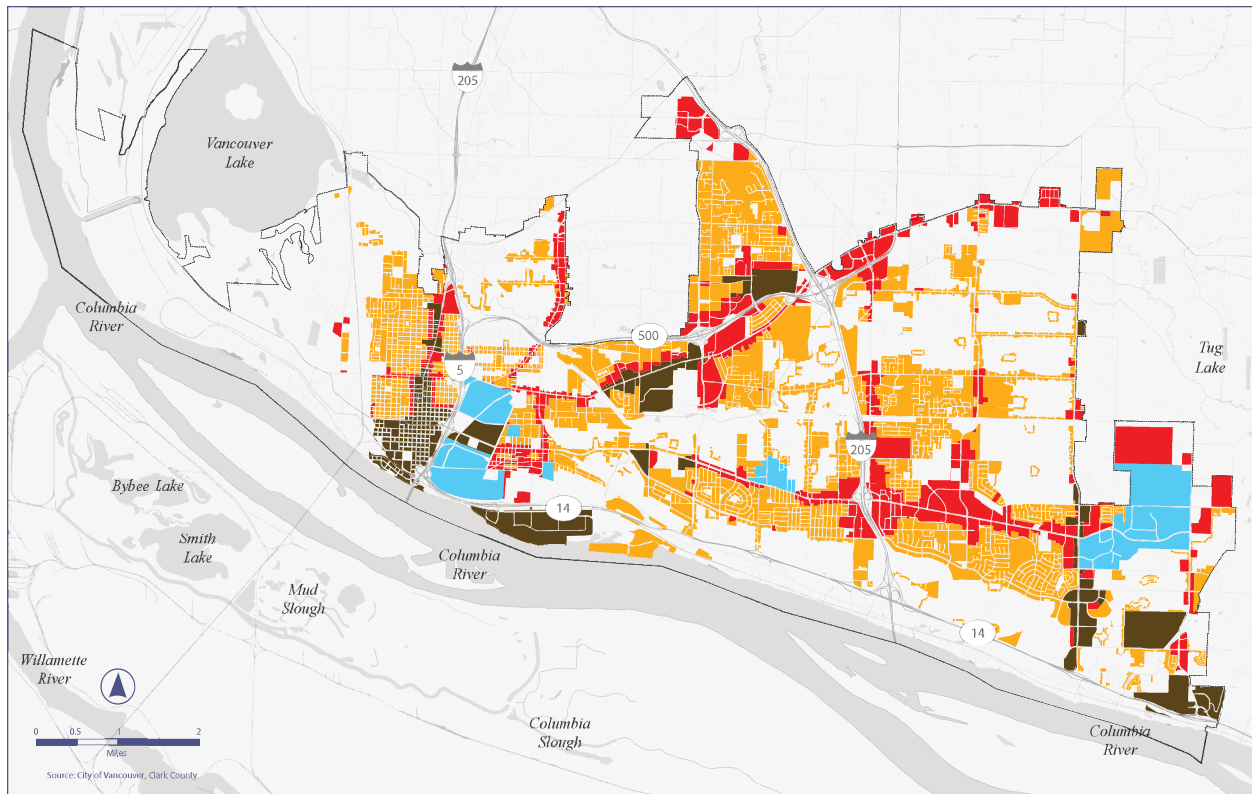 205
Vancouver
Lake
Columbia
River
500
5
Tug
Lake
205
Bybee Lake
14
Smith
Lake
Columbia
River
Mud
Slough
14
Willamette
River
Columbia
Slough
Columbia
River
0 0.5 1 2
Miles
Source: City of Vancouver, Clark County